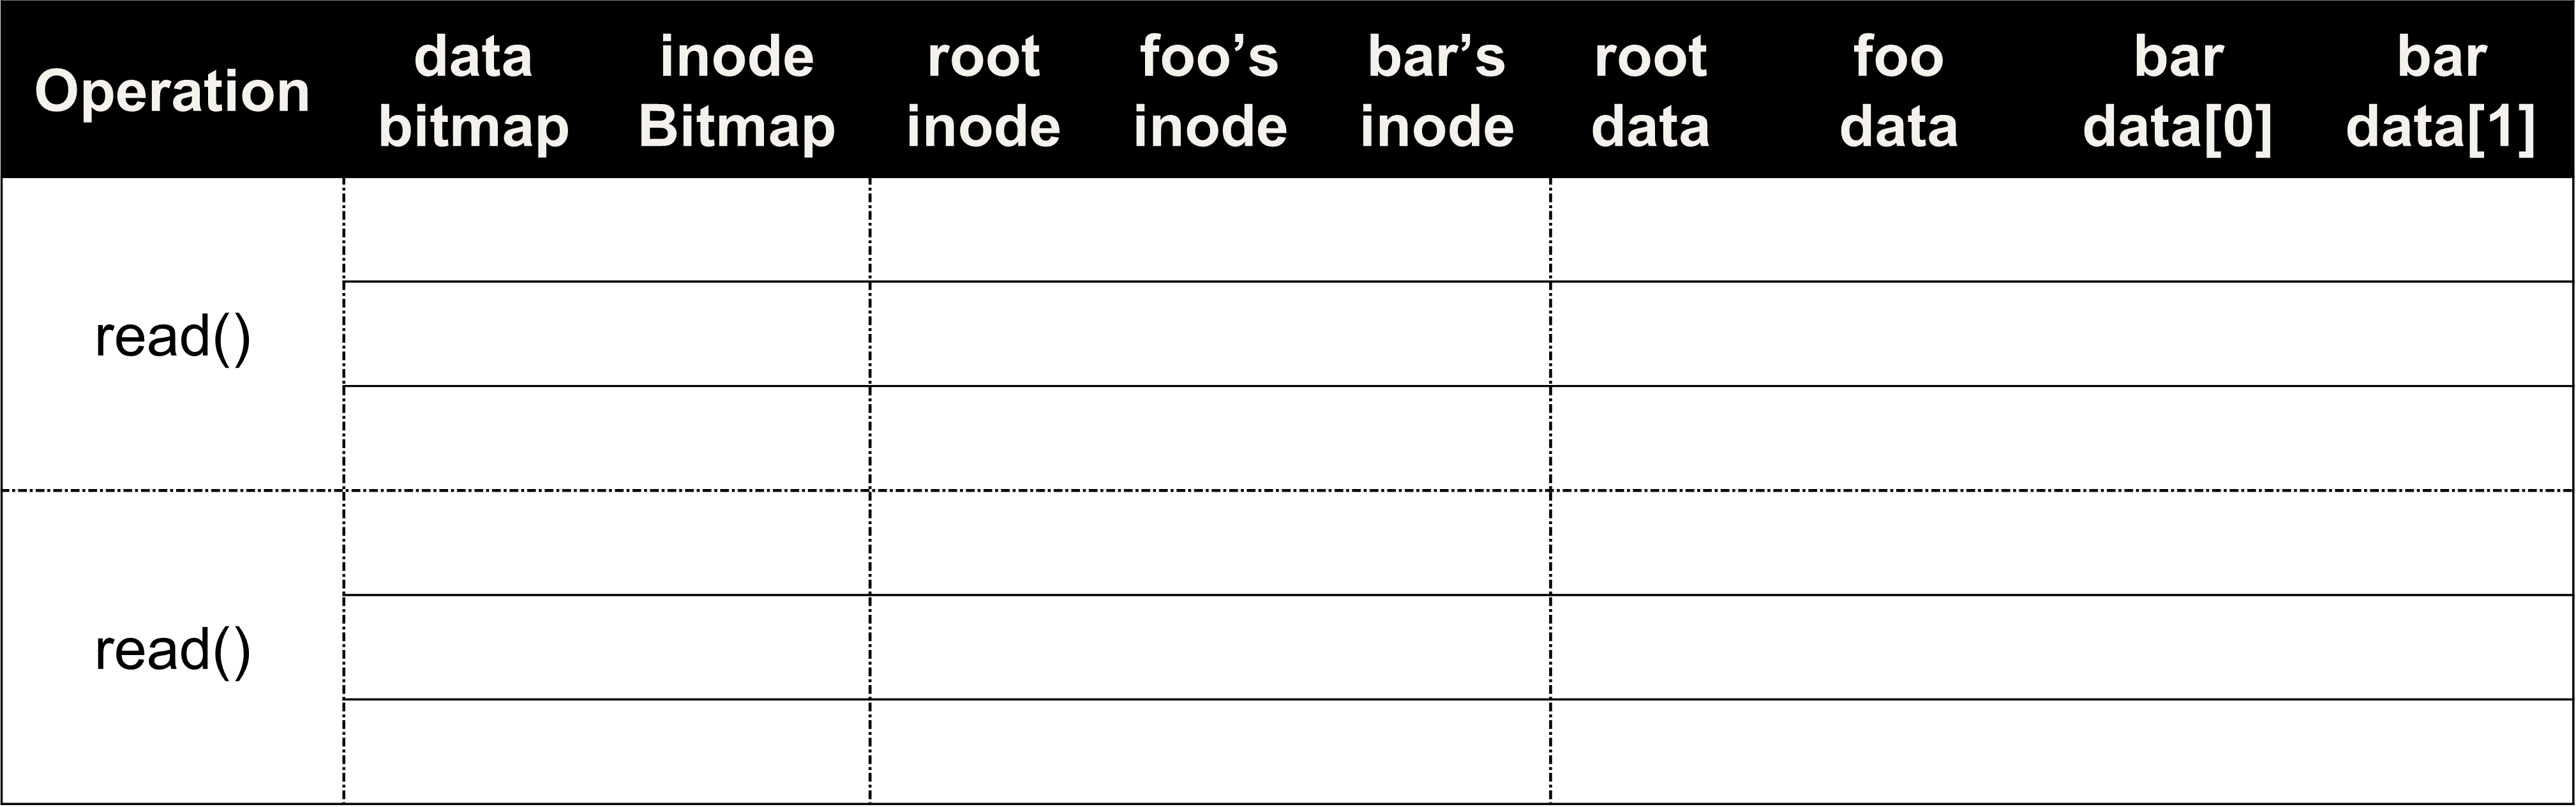 Operation
data
bitmap
inode
Bitmap
root
inode
foo’s
inode
bar’s
inode
root
data
foo
data
bar
data[0]
bar
data[1]
read()
read()